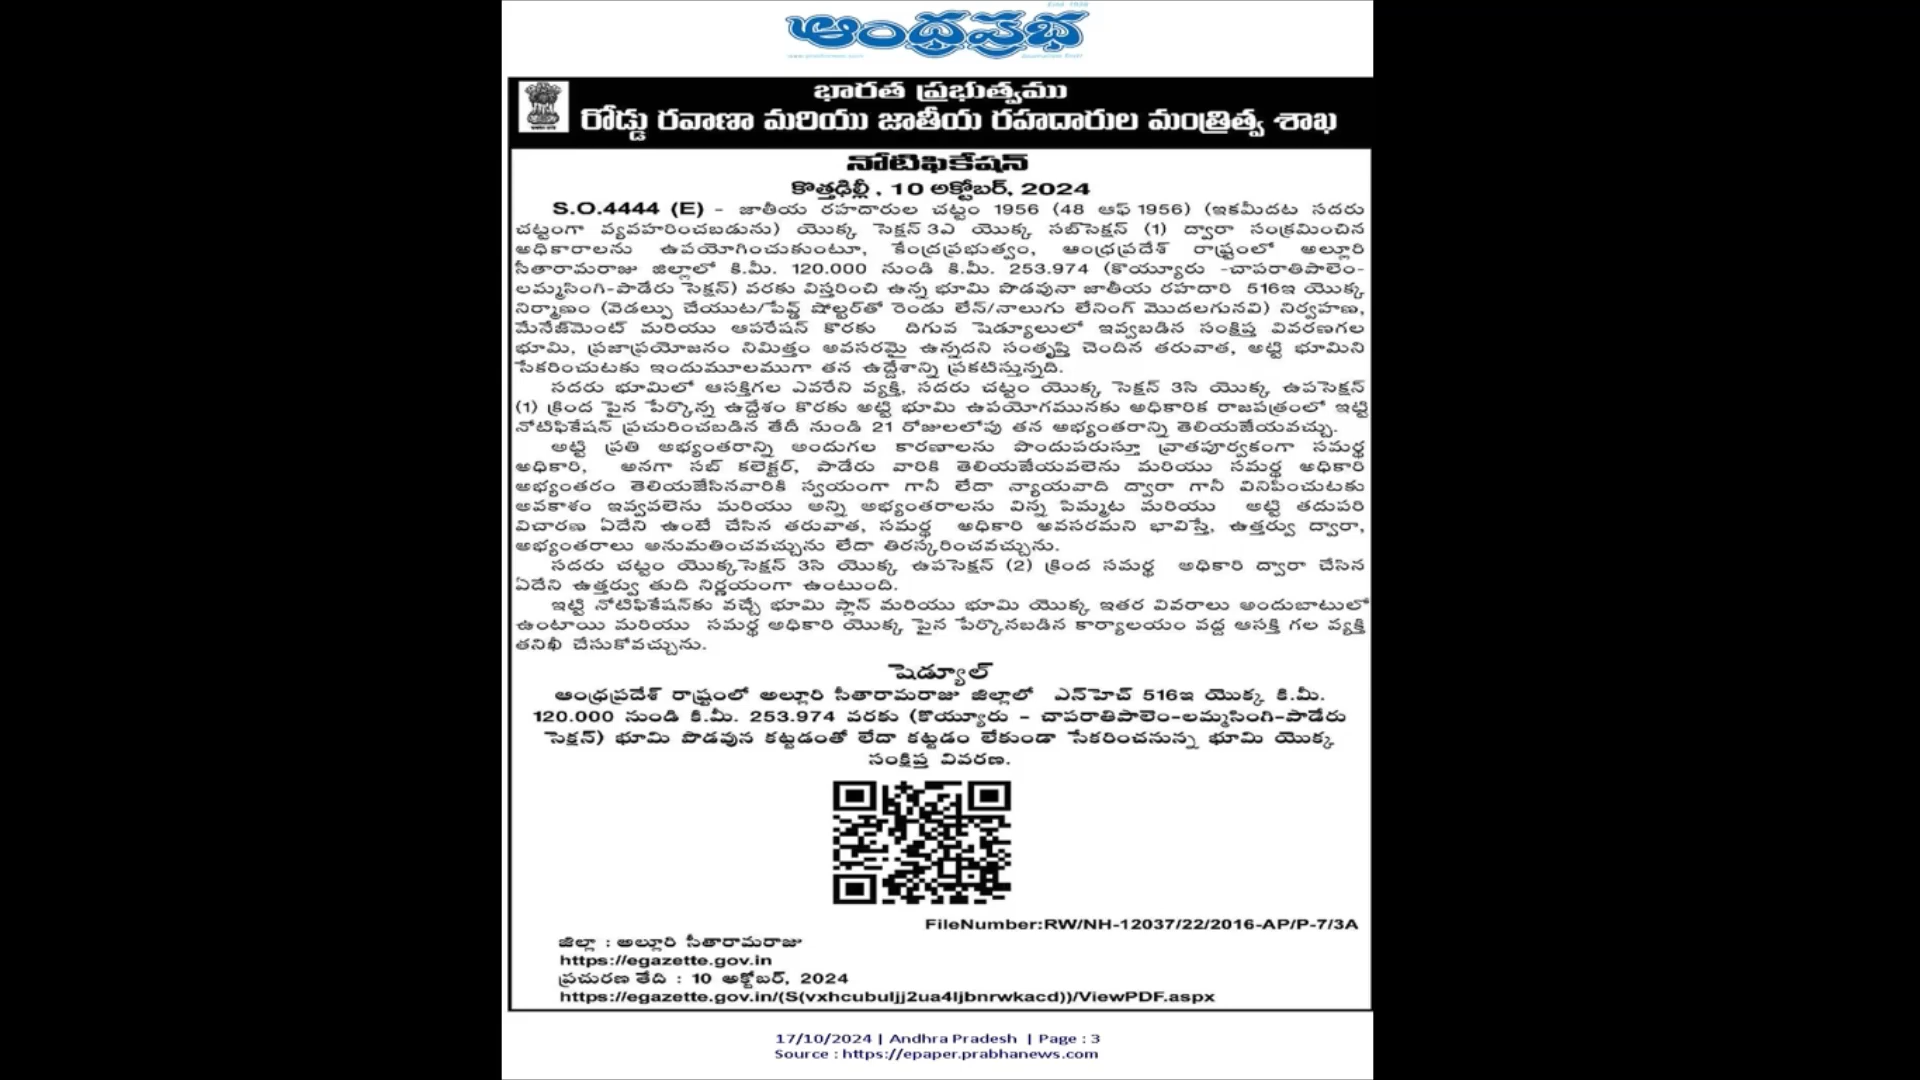 ఆంధ్రప్రభ
భారత ప్రభుత్వము
రోడ్డు రవాణా మరియు జాతీయ రహదారుల మంత్రిత్వ శాఖ
నోటిఫికేషన్
కొత్తఢిల్లీ, 10 అక్టోబర్, 2024
S.O.4444 (E) - జాతీయ రహదారుల చట్టం 1956 (48 ఆఫ్ 1956) (ఇకమీదట సదరు
చట్టంగా వ్యవహరించబడును) యొక్క సెక్షన్ 3ఎ యొక్క సబ్‌సెక్షన్ (1) ద్వారా సంక్రమించిన
అధికారాలను ఉపయోగించుకుంటూ, కేంద్రప్రభుత్వం, ఆంధ్రప్రదేశ్ రాష్ట్రంలో అల్లూరి
సీతారామరాజు జిల్లాలో కి.మీ. 120.000 నుండి కి.మీ. 253.974 (కొయ్యూరు -చాపరాతిపాలెం-
లమ్మసింగి-పాడేరు సెక్షన్) వరకు విస్తరించి ఉన్న భూమి పొడవునా జాతీయ రహదారి 516ఇ యొక్క
నిర్మాణం (వెడల్పు చేయుట/పేవ్డ్ షోల్డర్‌తో రెండు లేన్/నాలుగు లేనింగ్ మొదలగునవి) నిర్వహణ,
మేనేజ్‌మెంట్ మరియు ఆపరేషన్ కొరకు దిగువ షెడ్యూలులో ఇవ్వబడిన సంక్షిప్త వివరణగల
భూమి, ప్రజాప్రయోజనం నిమిత్తం అవసరమై ఉన్నదని సంతృప్తి చెందిన తరువాత, అట్టి భూమిని
సేకరించుటకు ఇందుమూలముగా తన ఉద్దేశాన్ని ప్రకటిస్తున్నది.
సదరు భూమిలో ఆసక్తిగల ఎవరేని వ్యక్తి, సదరు చట్టం యొక్క సెక్షన్ 3సి యొక్క ఉపసెక్షన్
(1) క్రింద పైన పేర్కొన్న ఉద్దేశం కొరకు అట్టి భూమి ఉపయోగమునకు అధికారిక రాజపత్రంలో ఇట్టి
నోటిఫికేషన్ ప్రచురించబడిన తేదీ నుండి 21 రోజులలోపు తన అభ్యంతరాన్ని తెలియజేయవచ్చు.
అట్టి ప్రతి అభ్యంతరాన్ని అందుగల కారణాలను పొందుపరుస్తూ వ్రాతపూర్వకంగా సమర్థ
అధికారి, అనగా సబ్ కలెక్టర్, పాడేరు వారికి తెలియజేయవలెను మరియు సమర్థ అధికారి
అభ్యంతరం తెలియజేసినవారికి స్వయంగా గానీ లేదా న్యాయవాది ద్వారా గానీ వినిపించుటకు
అవకాశం ఇవ్వవలెను మరియు అన్ని అభ్యంతరాలను విన్న పిమ్మట మరియు అట్టి తదుపరి
విచారణ ఏదేని ఉంటే చేసిన తరువాత, సమర్థ అధికారి అవసరమని భావిస్తే, ఉత్తర్వు ద్వారా,
అభ్యంతరాలు అనుమతించవచ్చును లేదా తిరస్కరించవచ్చును.
సదరు చట్టం యొక్కసెక్షన్ 3సి యొక్క ఉపసెక్షన్ (2) క్రింద సమర్థ అధికారి ద్వారా చేసిన
ఏదేని ఉత్తర్వు తుది నిర్ణయంగా ఉంటుంది.
ఇట్టి నోటిఫికేషన్‌కు వచ్చే భూమి ప్లాన్ మరియు భూమి యొక్క ఇతర వివరాలు అందుబాటులో
ఉంటాయి మరియు సమర్థ అధికారి యొక్క పైన పేర్కొనబడిన కార్యాలయం వద్ద ఆసక్తి గల వ్యక్తి
తనిఖీ చేసుకోవచ్చును.
షెడ్యూల్
ఆంధ్రప్రదేశ్ రాష్ట్రంలో అల్లూరి సీతారామరాజు జిల్లాలో ఎన్‌హెచ్ 516ఇ యొక్క కి.మీ.
120.000 నుండి కి.మీ. 253.974 వరకు (కొయ్యూరు - చాపరాతిపాలెం-లమ్మసింగి-పాడేరు
సెక్షన్) భూమి పొడవున కట్టడంతో లేదా కట్టడం లేకుండా సేకరించనున్న భూమి యొక్క
సంక్షిప్త వివరణ.
FileNumber:RW/NH-12037/22/2016-AP/P-7/3A
జిల్లా : అల్లూరి సీతారామరాజు
https://egazette.gov.in
ప్రచురణ తేది : 10 అక్టోబర్, 2024
https://egazette.gov.in/(S(vxhcubuljj2ua4ljbnrwkacd))/ViewPDF.aspx
17/10/2024 | Andhra Pradesh | Page : 3
Source : https://epaper.prabhanews.com